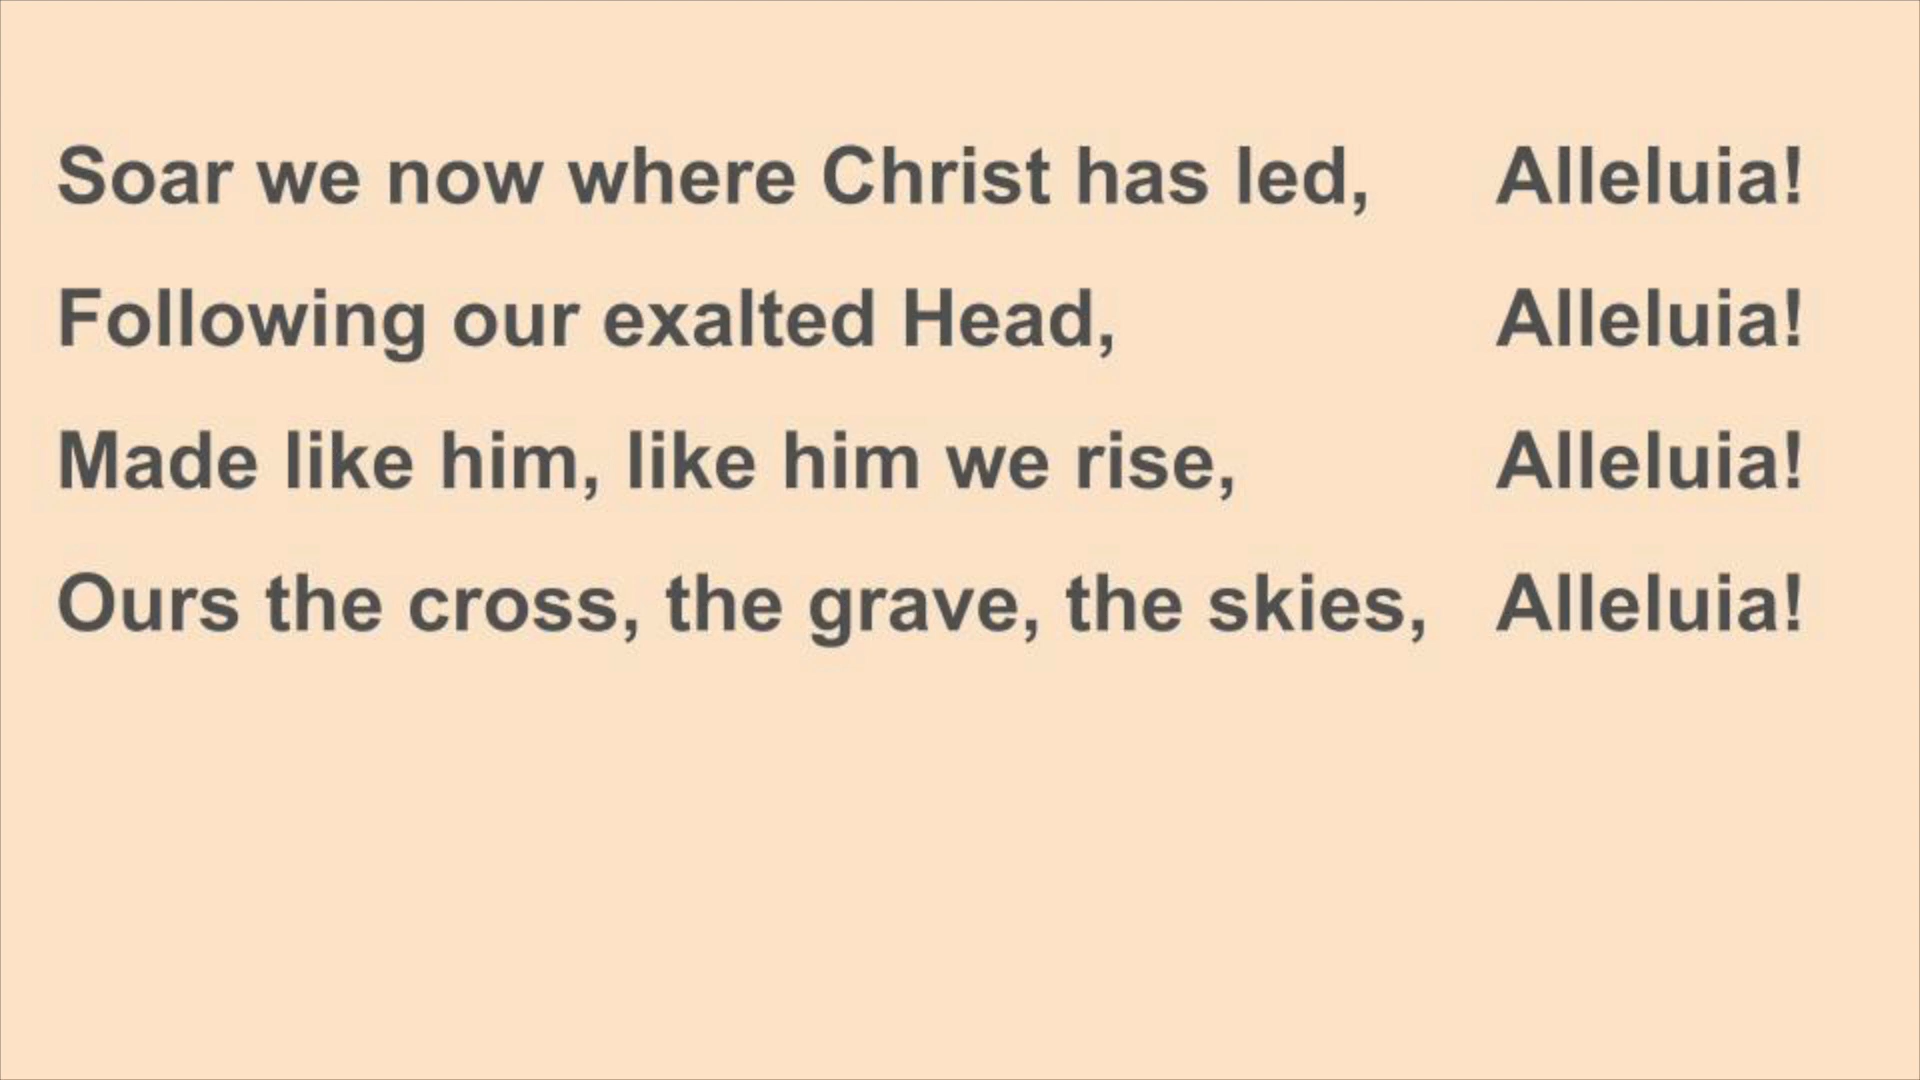 Soar we now where Christ has led, Alleluia!
Following our exalted Head, Alleluia!
Made like him, like him we rise, Alleluia!
Ours the cross, the grave, the skies, Alleluia!